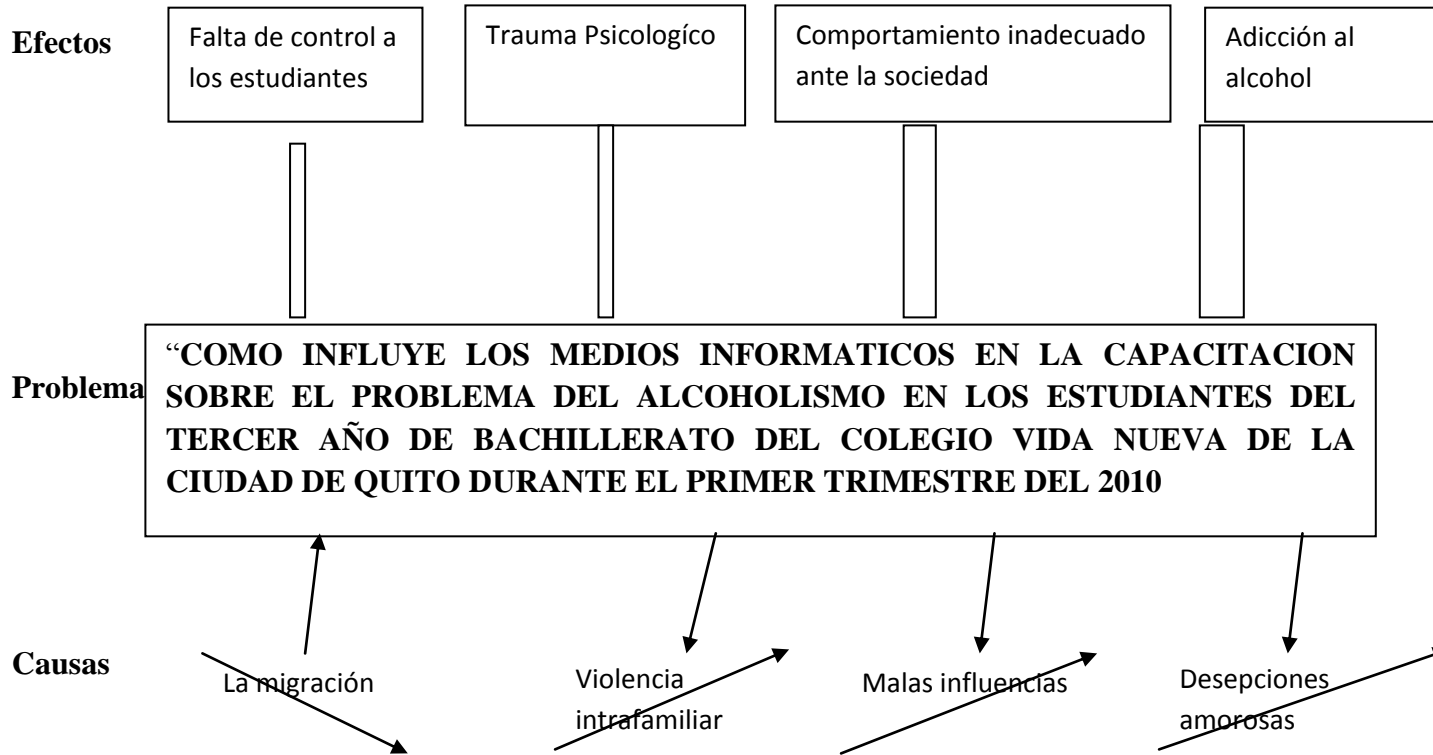 Efectos
Falta de control a
los estudiantes
Trauma Psicologíco
Comportamiento inadecuado
ante la sociedad
Adicción al
alcohol
Problema
“COMO INFLUYE LOS MEDIOS INFORMATICOS EN LA CAPACITACION
SOBRE EL PROBLEMA DEL ALCOHOLISMO EN LOS ESTUDIANTES DEL
TERCER AÑO DE BACHILLERATO DEL COLEGIO VIDA NUEVA DE LA
CIUDAD DE QUITO DURANTE EL PRIMER TRIMESTRE DEL 2010
Causas
La migración
Violencia
intrafamiliar
Malas influencias
Desepciones
amorosas